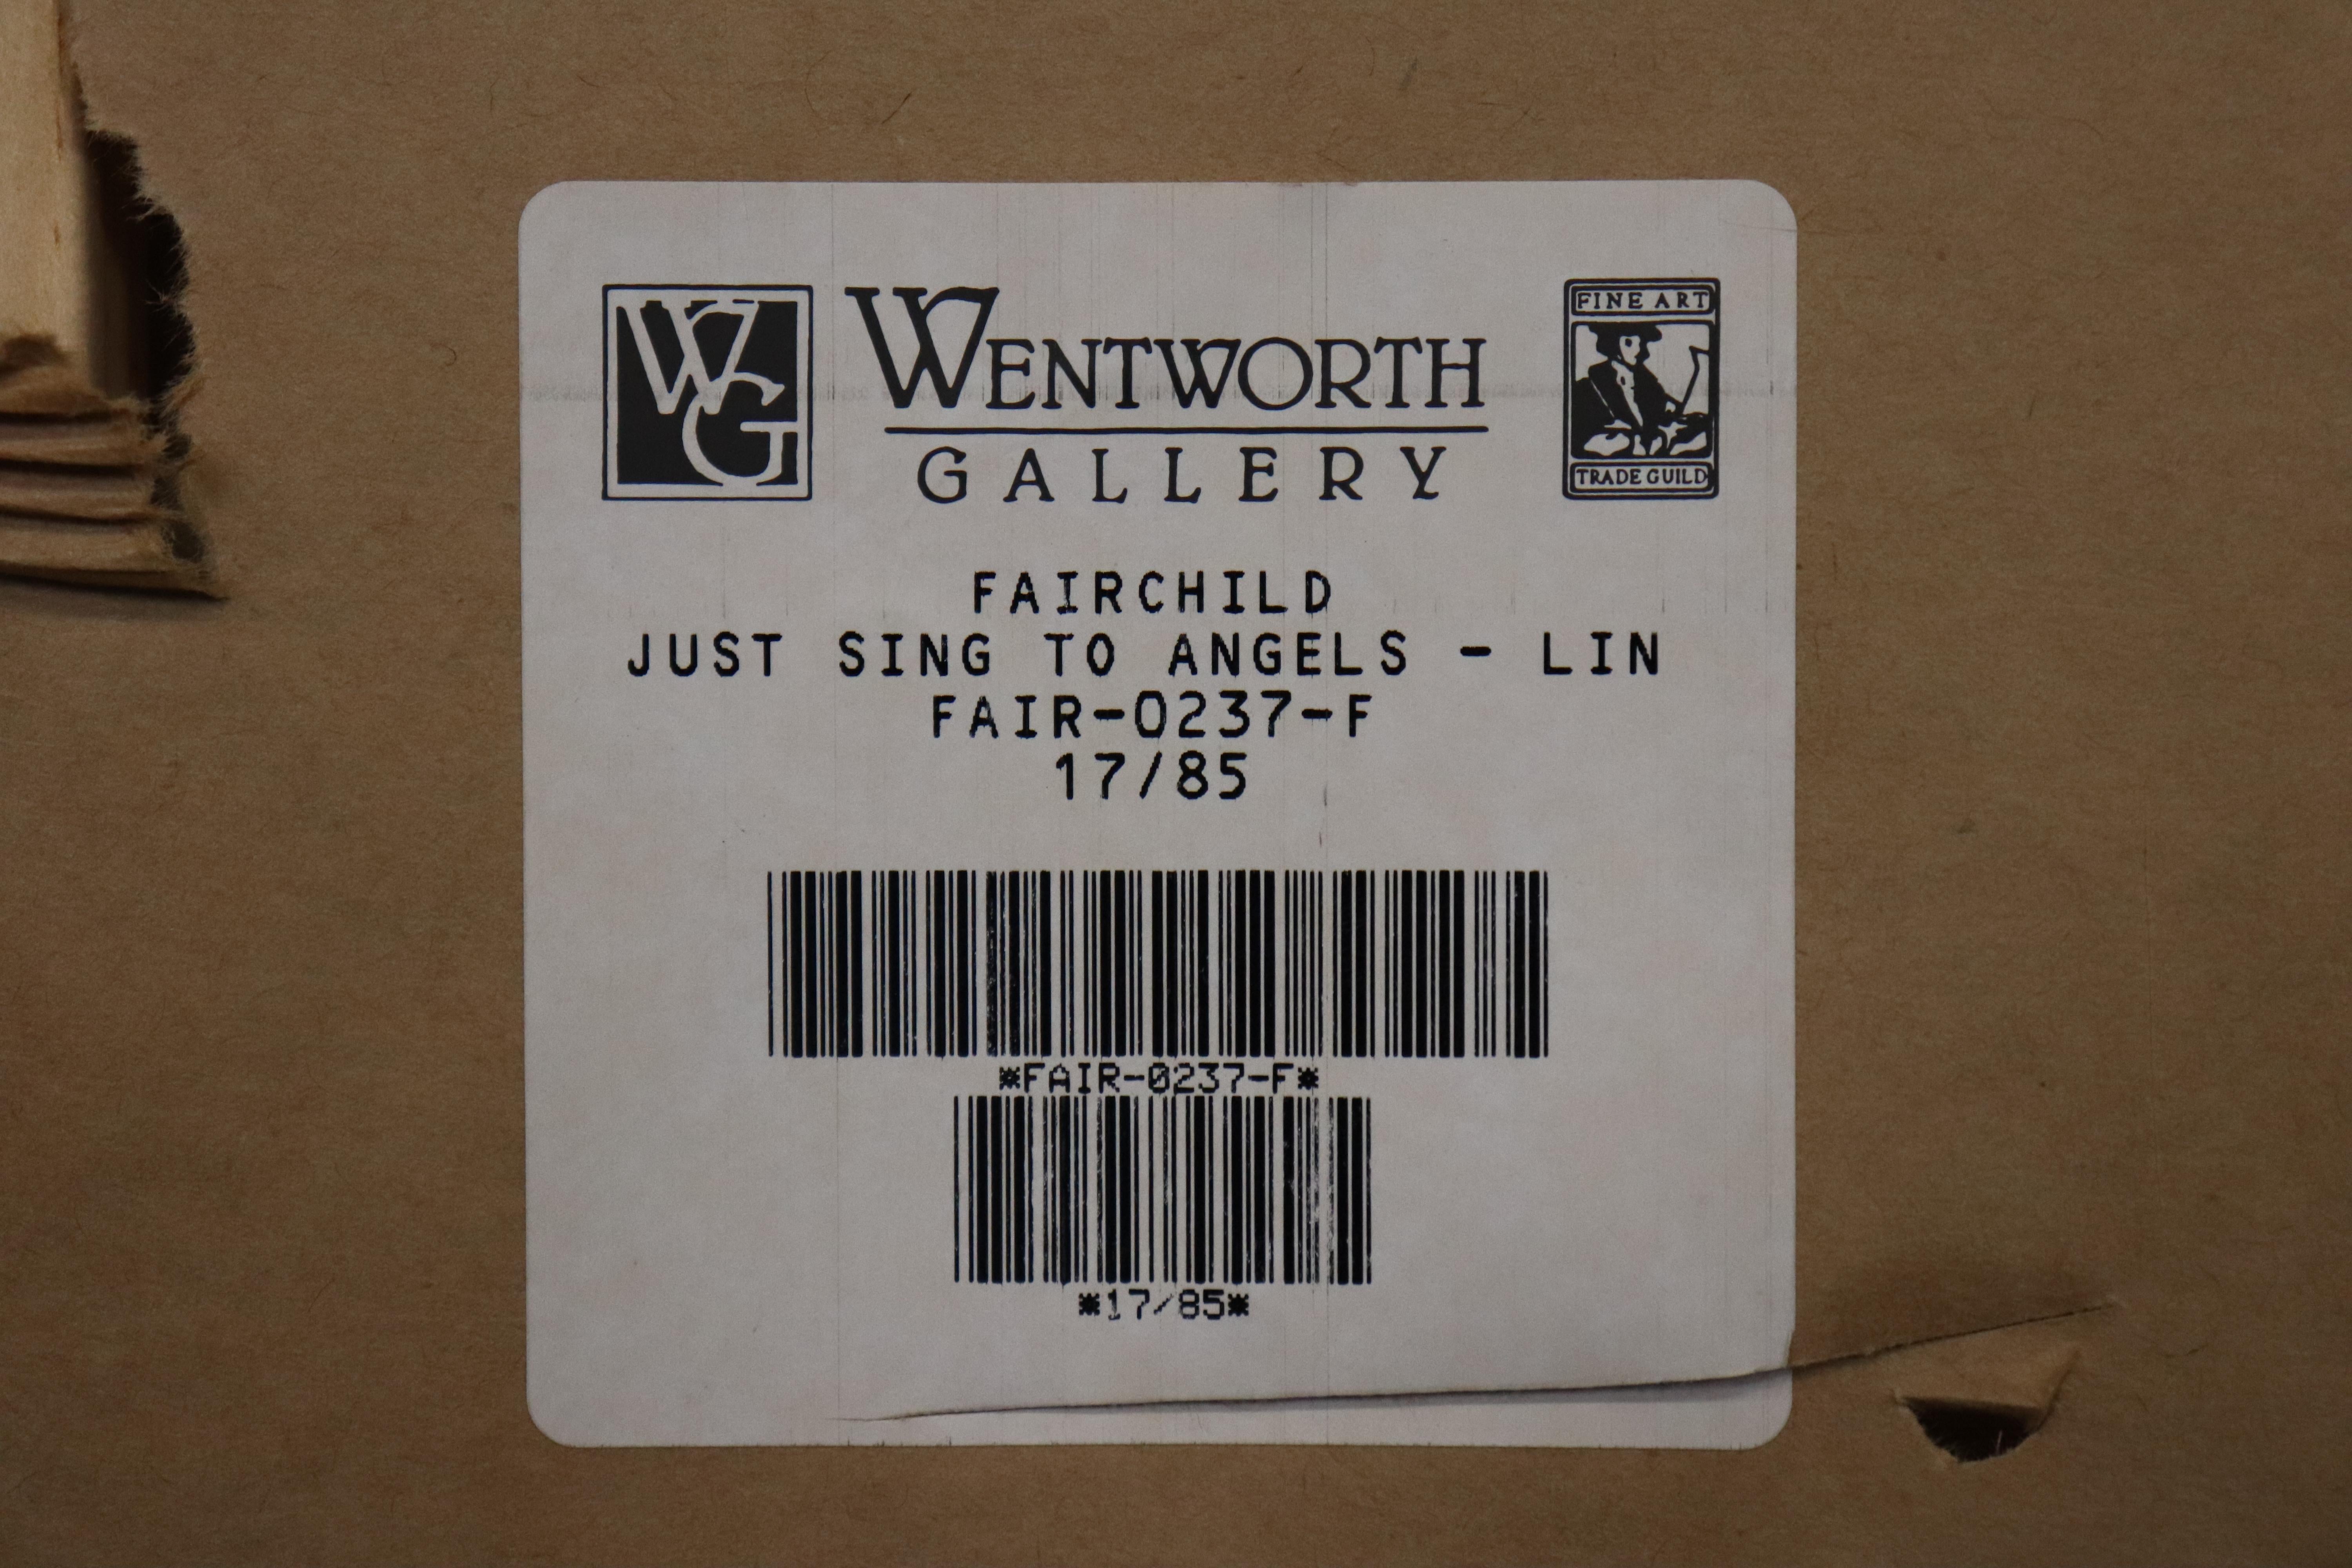 WG
WENTWORTH
GALLERY
FINE ART
TRADE GUILD
FAIRCHILD
JUST SING TO ANGELS - LIN
FAIR-0237-F
17/85
*FAIR-0237-F*
*17/85*